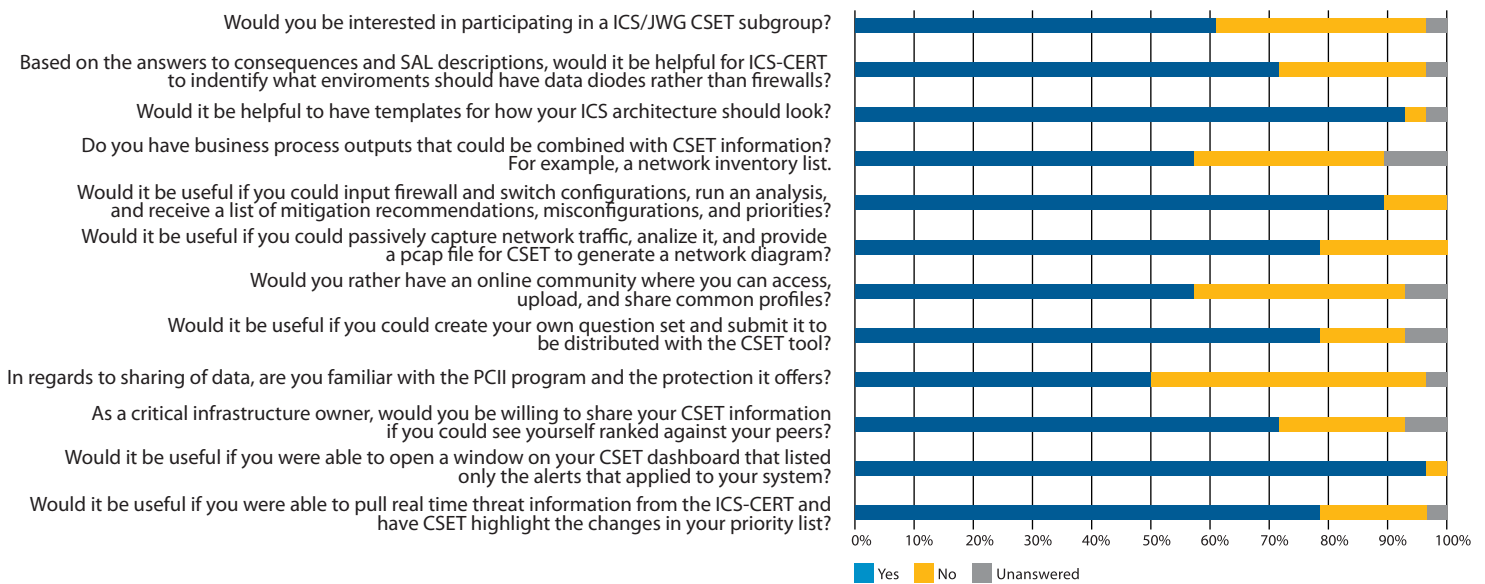 Would you be interested in participating in a ICS/JWG CSET subgroup?
Based on the answers to consequences and SAL descriptions, would it be helpful for ICS-CERT
to indentify what enviroments should have data diodes rather than firewalls?
Would it be helpful to have templates for how your ICS architecture should look?
Do you have business process outputs that could be combined with CSET information?
For example, a network inventory list.
Would it be useful if you could input firewall and switch configurations, run an analysis,
and receive a list of mitigation recommendations, misconfigurations, and priorities?
Would it be useful if you could passively capture network traffic, analize it, and provide
a pcap file for CSET to generate a network diagram?
Would you rather have an online community where you can access,
upload, and share common profiles?
Would it be useful if you could create your own question set and submit it to
be distributed with the CSET tool?
In regards to sharing of data, are you familiar with the PCII program and the protection it offers?
As a critical infrastructure owner, would you be willing to share your CSET information
if you could see yourself ranked against your peers?
Would it be useful if you were able to open a window on your CSET dashboard that listed
only the alerts that applied to your system?
Would it be useful if you were able to pull real time threat information from the ICS-CERT and
have CSET highlight the changes in your priority list?
0% 10% 20% 30% 40% 50% 60% 70% 80% 90% 100%
Yes No Unanswered